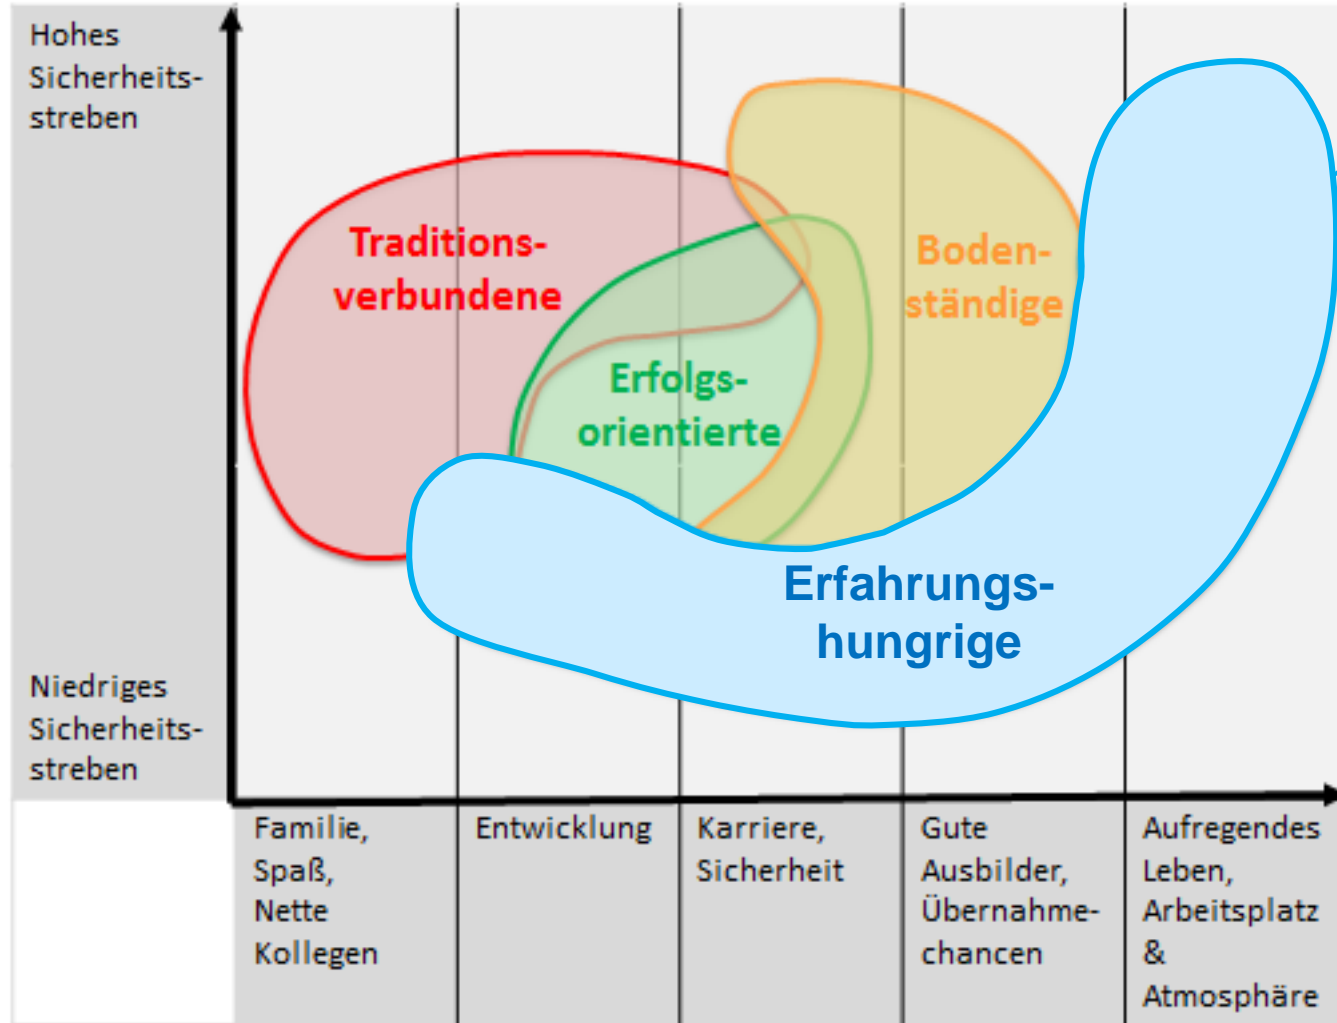 Hohes
Sicherheits-
streben
Traditions-
verbundene
Boden-
ständige
Erfolgs-
orientierte
Erfahrungs-
hungrige
Niedriges
Sicherheits-
streben
Familie,
Spaß,
Nette
Kollegen
Entwicklung
Karriere,
Sicherheit
Gute
Ausbilder,
Übernahme-
chancen
Aufregendes
Leben,
Arbeitsplatz
&
Atmosphäre